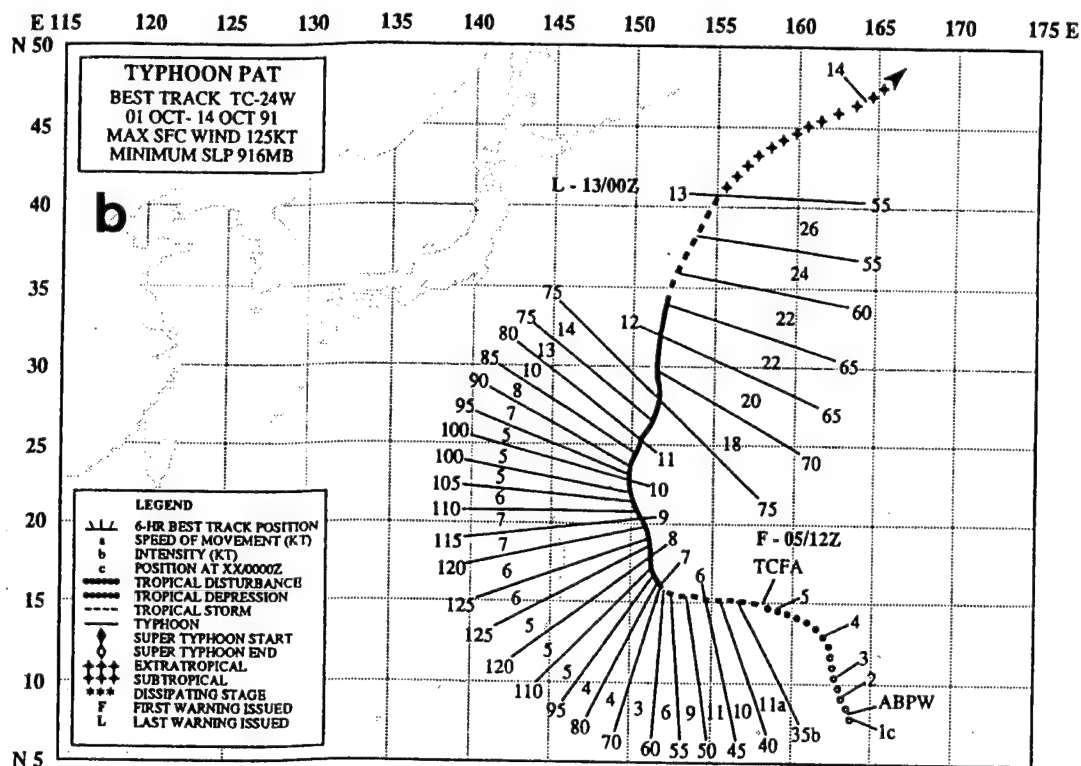 E 115 120 125 130 135 140 145 150 155 160 165 170 175 E
N 50
TYPHOON PAT
BEST TRACK TC-24W
01 OCT- 14 OCT 91
MAX SFC WIND 125KT
MINIMUM SLP 916MB
b
14
45
L - 13/00Z
13
55
40
26
55
24
35
75
60
75
14
12
22
80
13
65
30
85
10
22
90
8
20
65
95
7
18
100
5
70
25
11
100
5
10
105
5
75
110
6
9
20
7
F - 05/12Z
115
8
TCFA
7
7
120
6
6
5
15
125
6
4
125
5
3
120
5
2
10
110
5
ABPW
95
4
1c
80
4
70
3
60
6
55
9
50
11
45
10
40
11a
35b
N 5
LEGEND
6-HR BEST TRACK POSITION
a SPEED OF MOVEMENT (KT)
b INTENSITY (KT)
c POSITION AT XX/0000Z
TROPICAL DISTURBANCE
TROPICAL DEPRESSION
TROPICAL STORM
TYPHOON
SUPER TYPHOON START
SUPER TYPHOON END
EXTRATROPICAL
SUBTROPICAL
*** DISSIPATING STAGE
F FIRST WARNING ISSUED
L LAST WARNING ISSUED